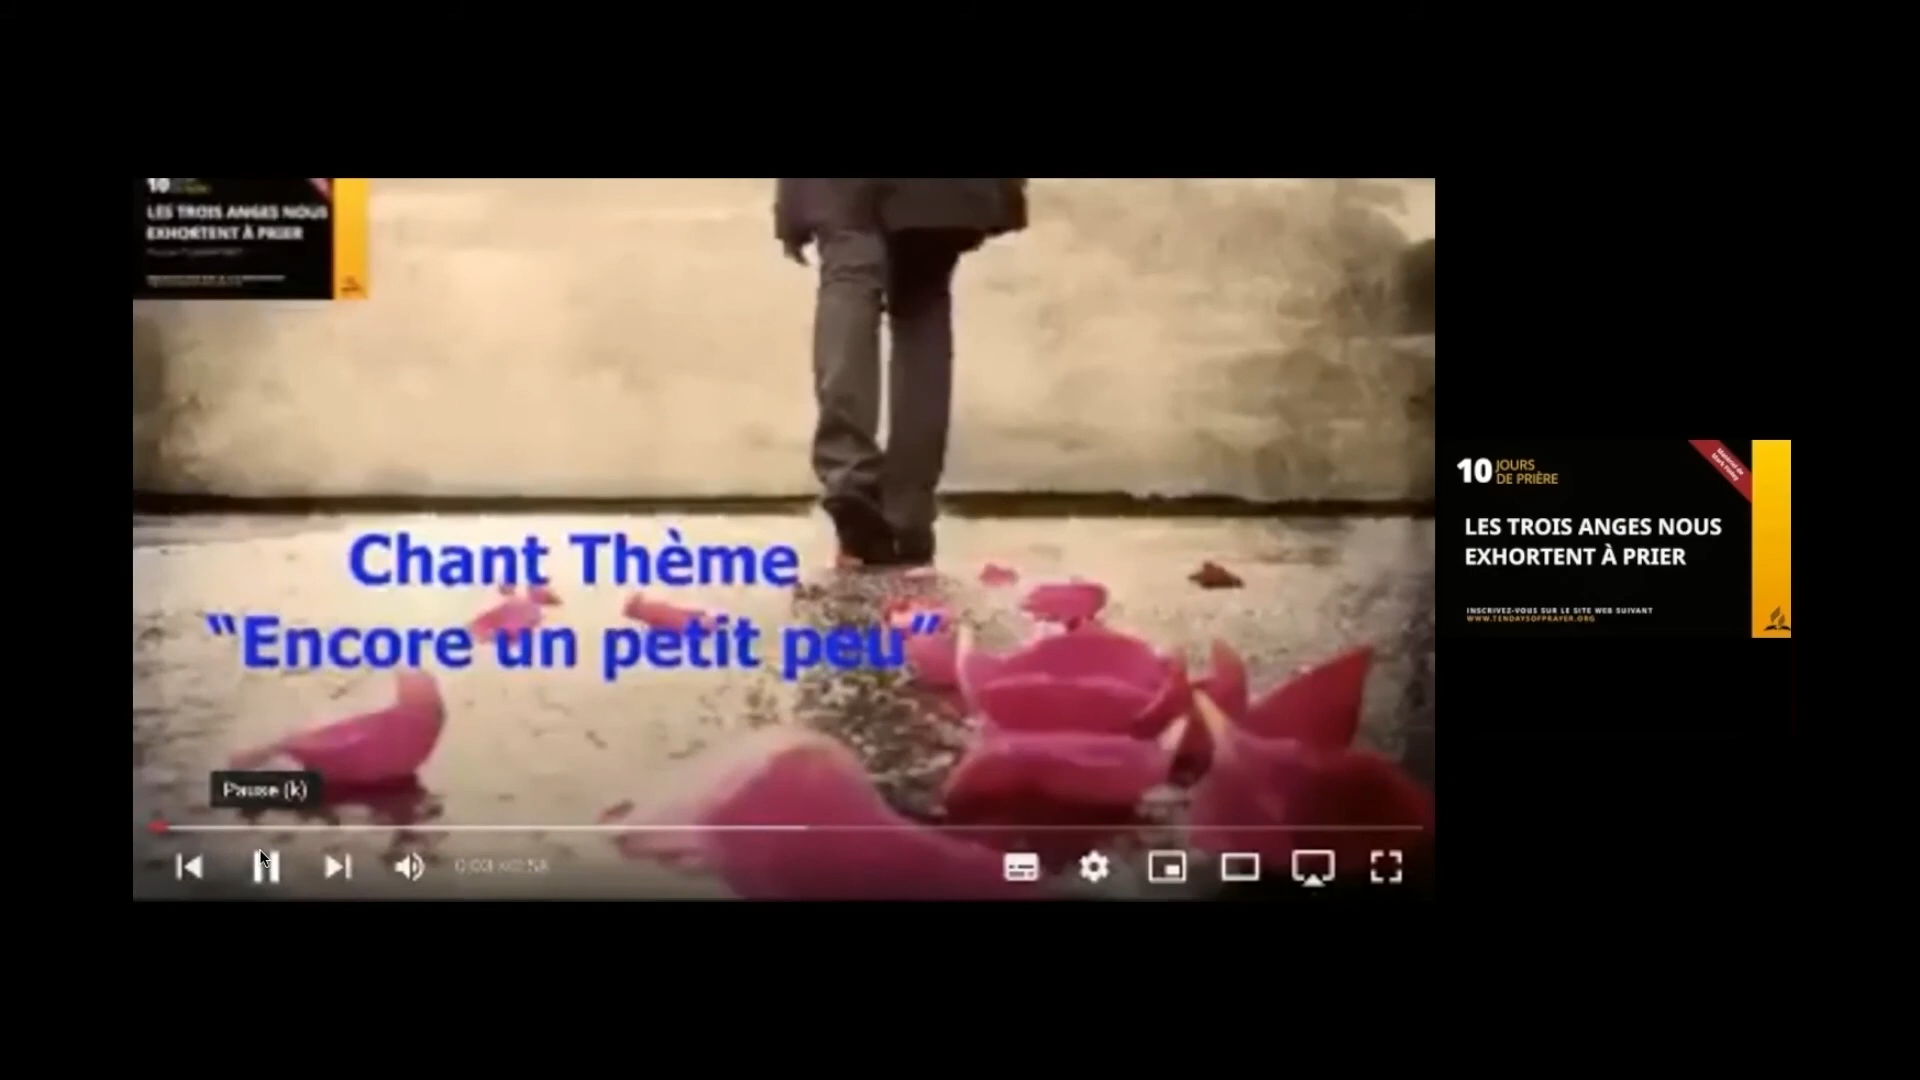 10
LES TROIS ANGES NOUS
EXHORTENT À PRIER
Chant Thème
“Encore un petit peu”
Pause (k)
10 JOURS
DE PRIÈRE
LES TROIS ANGES NOUS
EXHORTENT À PRIER
INSCRIVEZ-VOUS SUR LE SITE WEB SUIVANT
WWW.TENDAYSOFPRAYER.ORG